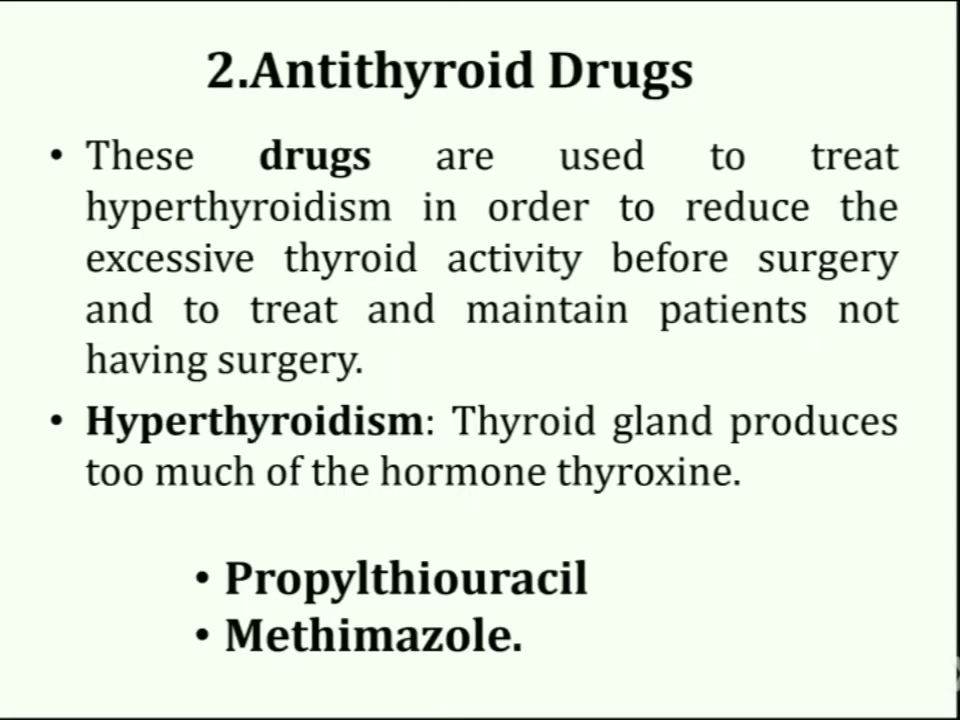 2.Antithyroid Drugs
• These drugs are used to treat
hyperthyroidism in order to reduce the
excessive thyroid activity before surgery
and to treat and maintain patients not
having surgery.
• Hyperthyroidism: Thyroid gland produces
too much of the hormone thyroxine.
• Propylthiouracil
• Methimazole.